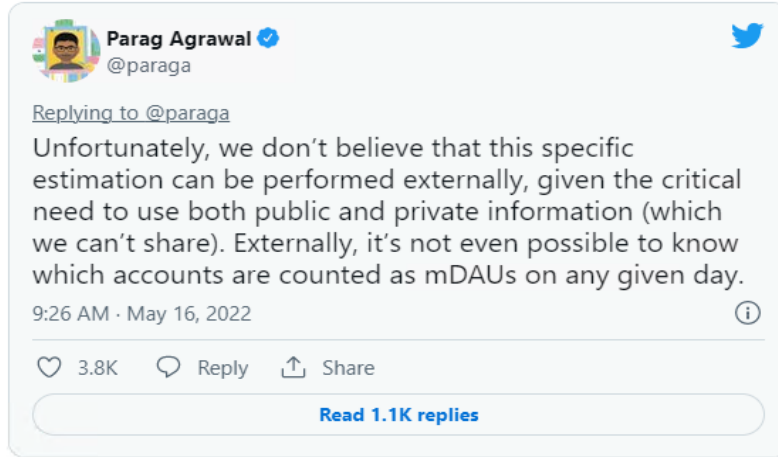 Parag Agrawal
@paraga
Replying to @paraga
Unfortunately, we don’t believe that this specific
estimation can be performed externally, given the critical
need to use both public and private information (which
we can’t share). Externally, it’s not even possible to know
which accounts are counted as mDAUs on any given day.
9:26 AM · May 16, 2022
3.8K Reply Share
Read 1.1K replies